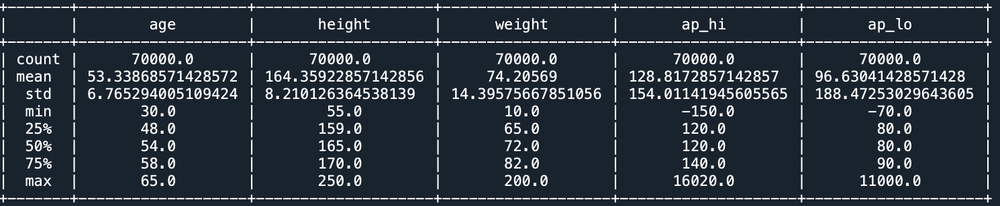 +-------+-------------------+--------------------+-------------------+--------------------+--------------------+
|       |        age        |       height       |      weight       |       ap_hi        |       ap_lo        |
+-------+-------------------+--------------------+-------------------+--------------------+--------------------+
| count |      70000.0      |      70000.0       |      70000.0      |      70000.0       |      70000.0       |
| mean  | 53.33868571428572 | 164.35922857142856 |     74.20569      | 128.8172857142857  | 96.63041428571428  |
|  std  | 6.765294005109424 | 8.210126364538139  | 14.39575667851056 | 154.01141945605565 | 188.47253029643605 |
|  min  |       30.0        |        55.0        |       10.0        |       -150.0       |       -70.0        |
|  25%  |       48.0        |       159.0        |       65.0        |       120.0        |        80.0        |
|  50%  |       54.0        |       165.0        |       72.0        |       120.0        |        80.0        |
|  75%  |       58.0        |       170.0        |       82.0        |       140.0        |        90.0        |
|  max  |       65.0        |       250.0        |       200.0       |      16020.0       |      11000.0       |
+-------+-------------------+--------------------+-------------------+--------------------+--------------------+